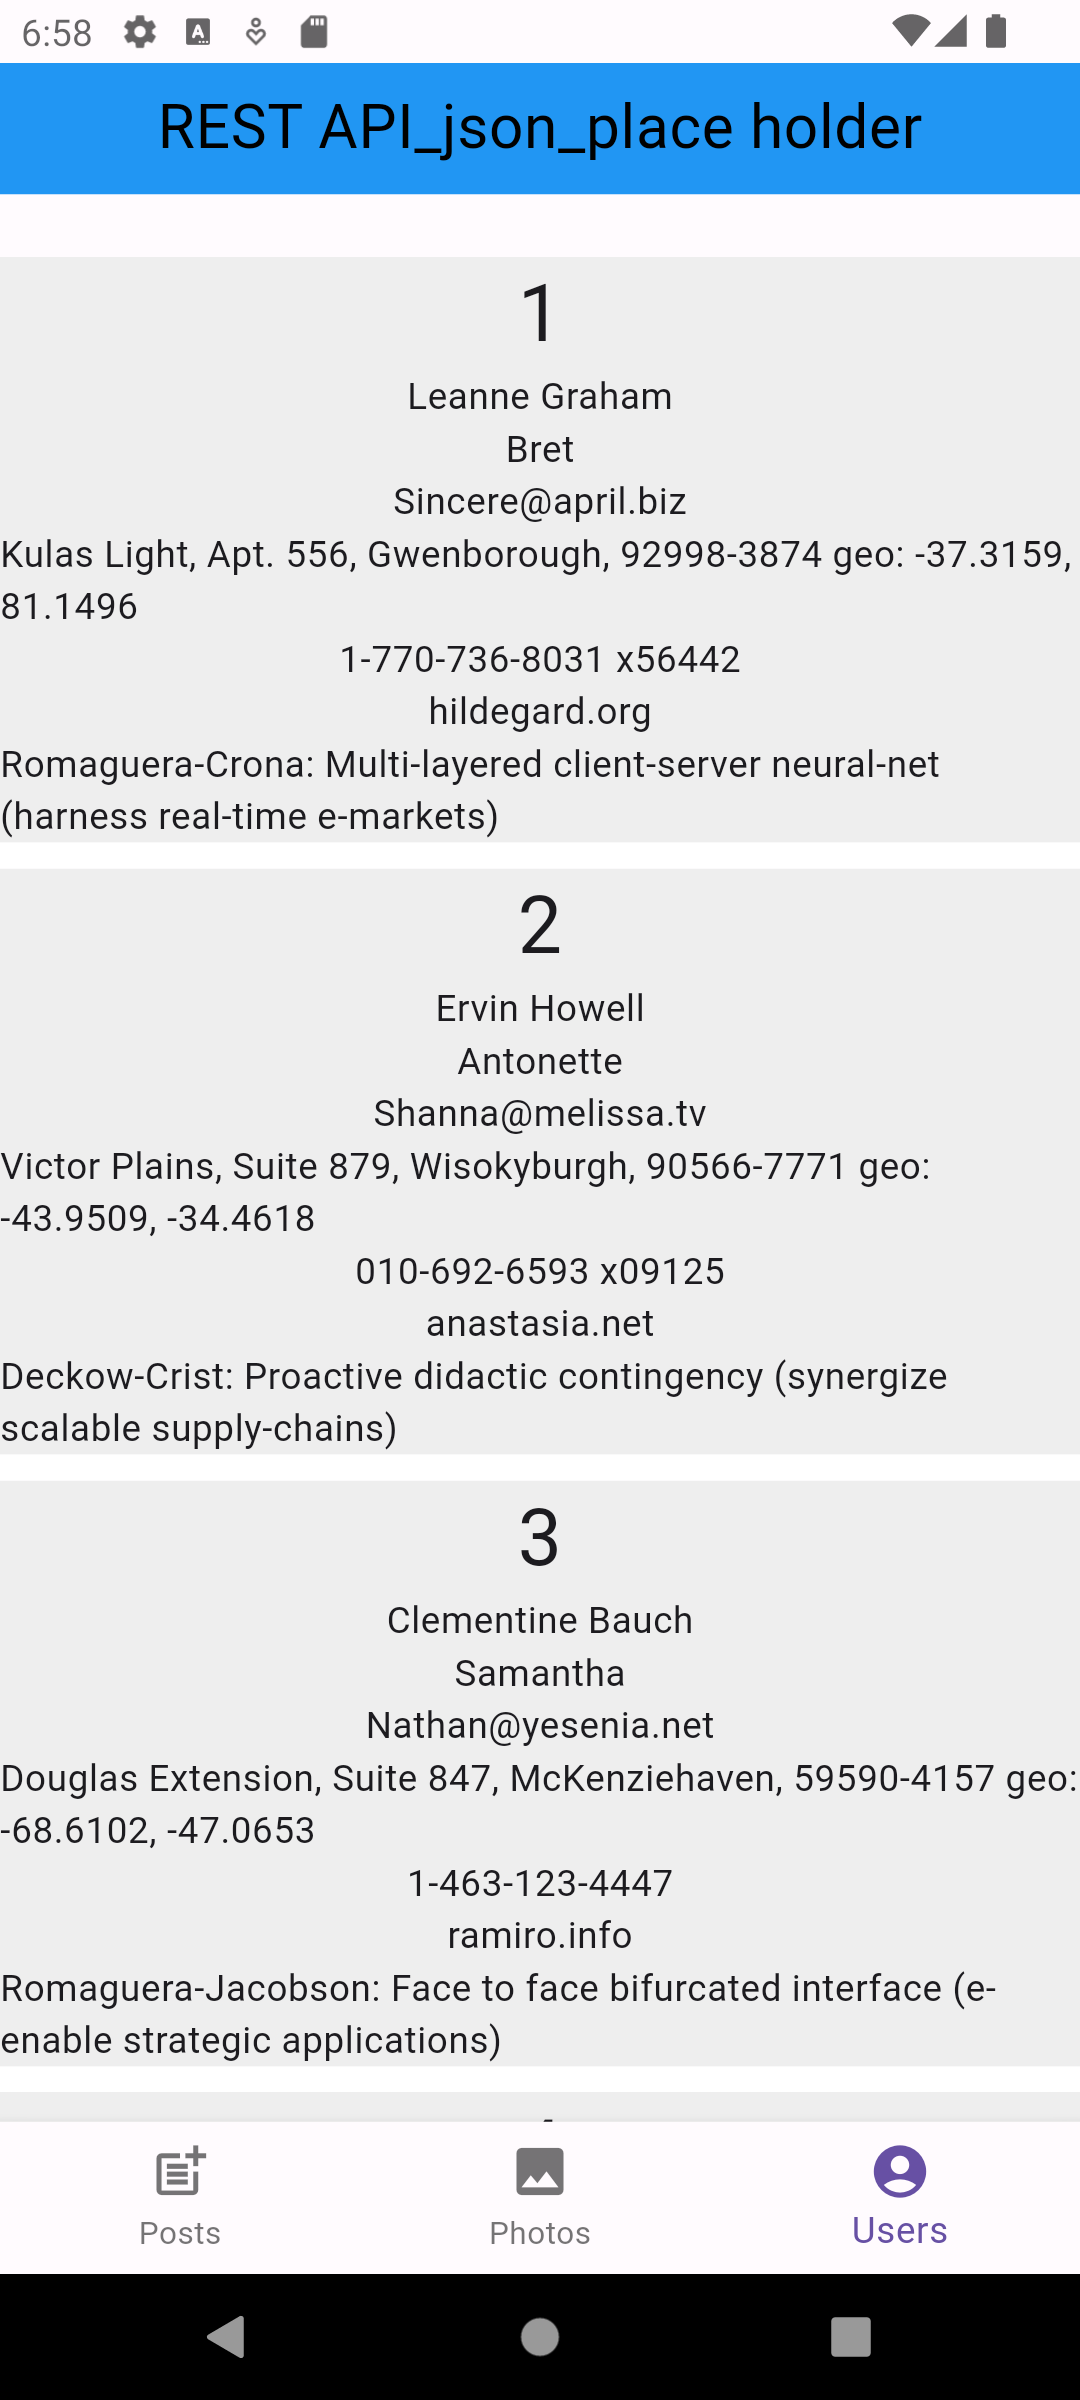 6:58
REST API_json_place holder
1
Leanne Graham
Bret
Sincere@april.biz
Kulas Light, Apt. 556, Gwenborough, 92998-3874 geo: -37.3159,
81.1496
1-770-736-8031 x56442
hildegard.org
Romaguera-Crona: Multi-layered client-server neural-net
(harness real-time e-markets)
2
Ervin Howell
Antonette
Shanna@melissa.tv
Victor Plains, Suite 879, Wisokyburgh, 90566-7771 geo:
-43.9509, -34.4618
010-692-6593 x09125
anastasia.net
Deckow-Crist: Proactive didactic contingency (synergize
scalable supply-chains)
3
Clementine Bauch
Samantha
Nathan@yesenia.net
Douglas Extension, Suite 847, McKenziehaven, 59590-4157 geo:
-68.6102, -47.0653
1-463-123-4447
ramiro.info
Romaguera-Jacobson: Face to face bifurcated interface (e-
enable strategic applications)
Posts
Photos
Users